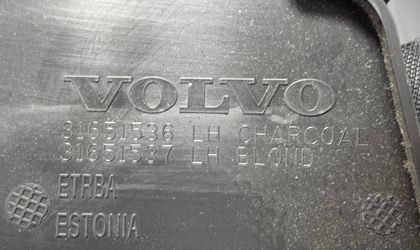 VOLVO
31651536 LH CHARCOAL
31651537 LH BLOND
ETRBA
ESTONIA